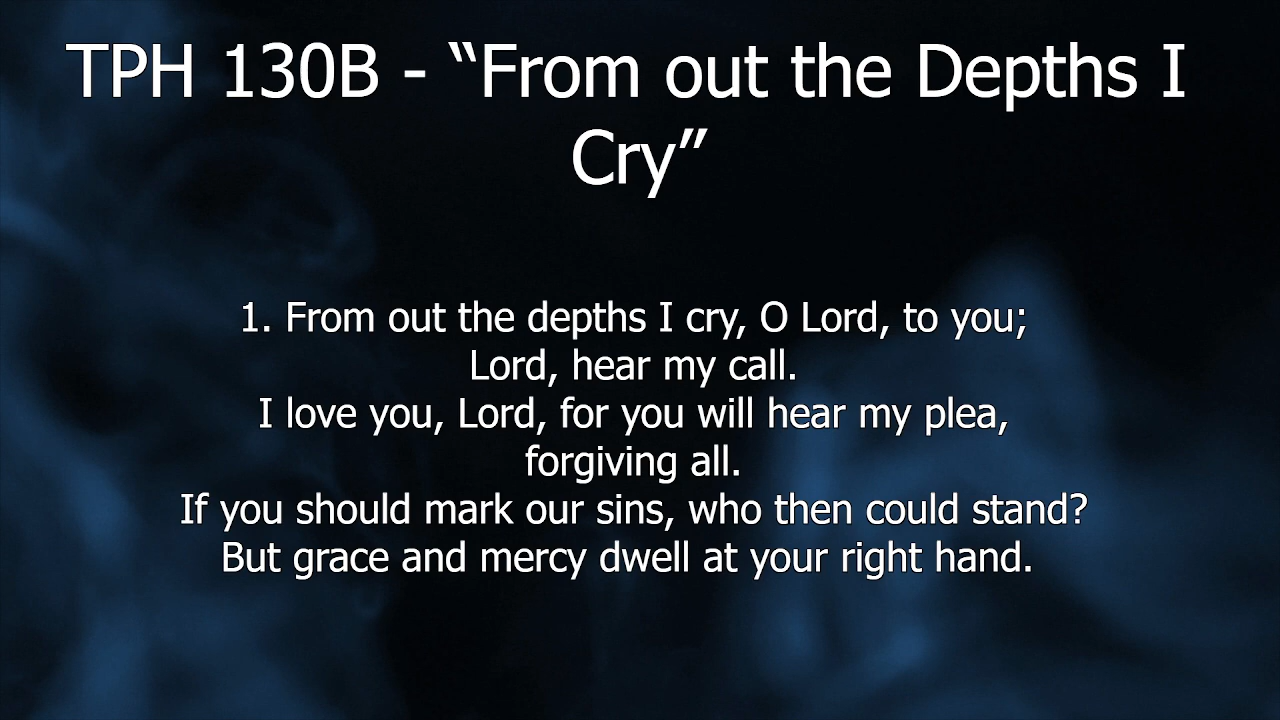 TPH 130B - “From out the Depths I
Cry”
1. From out the depths I cry, O Lord, to you;
Lord, hear my call.
I love you, Lord, for you will hear my plea,
forgiving all.
If you should mark our sins, who then could stand?
But grace and mercy dwell at your right hand.